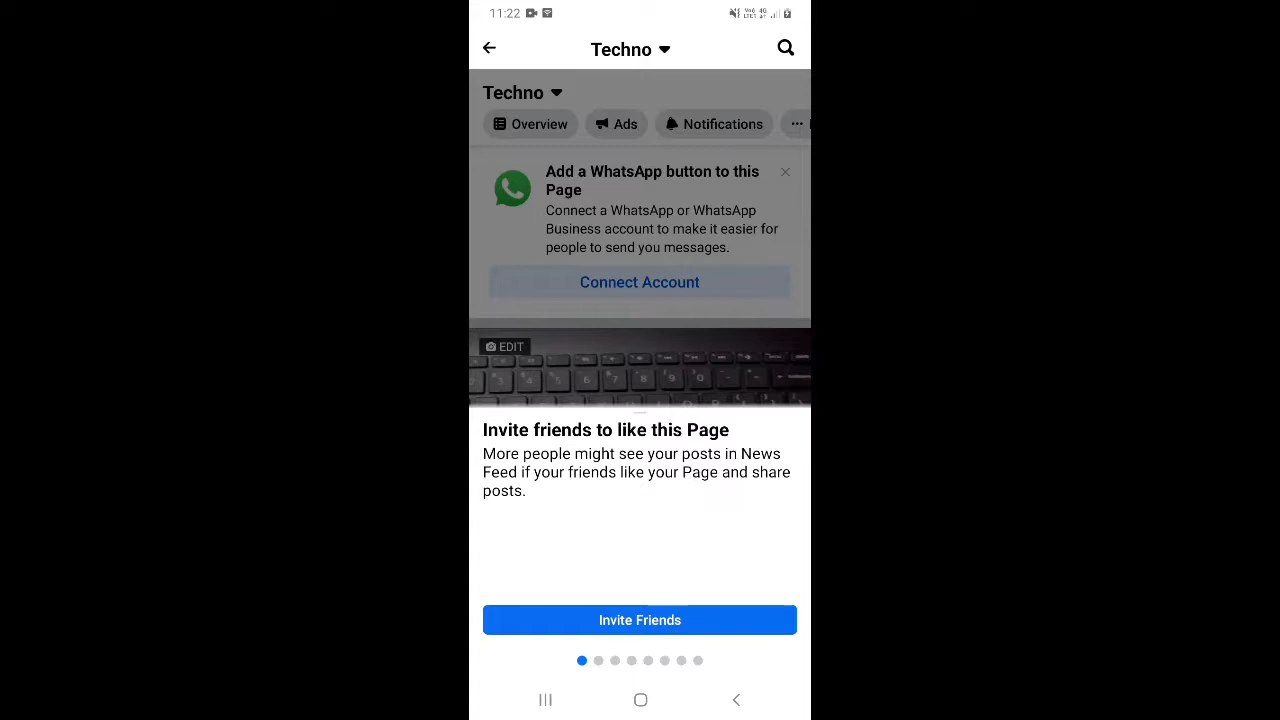 11:22
Vo)) 4G
LTE1
Techno
Techno
Overview
Ads
Notifications
Add a WhatsApp button to this
Page
Connect a WhatsApp or WhatsApp
Business account to make it easier for
people to send you messages.
Connect Account
EDIT
Invite friends to like this Page
More people might see your posts in News
Feed if your friends like your Page and share
posts.
Invite Friends